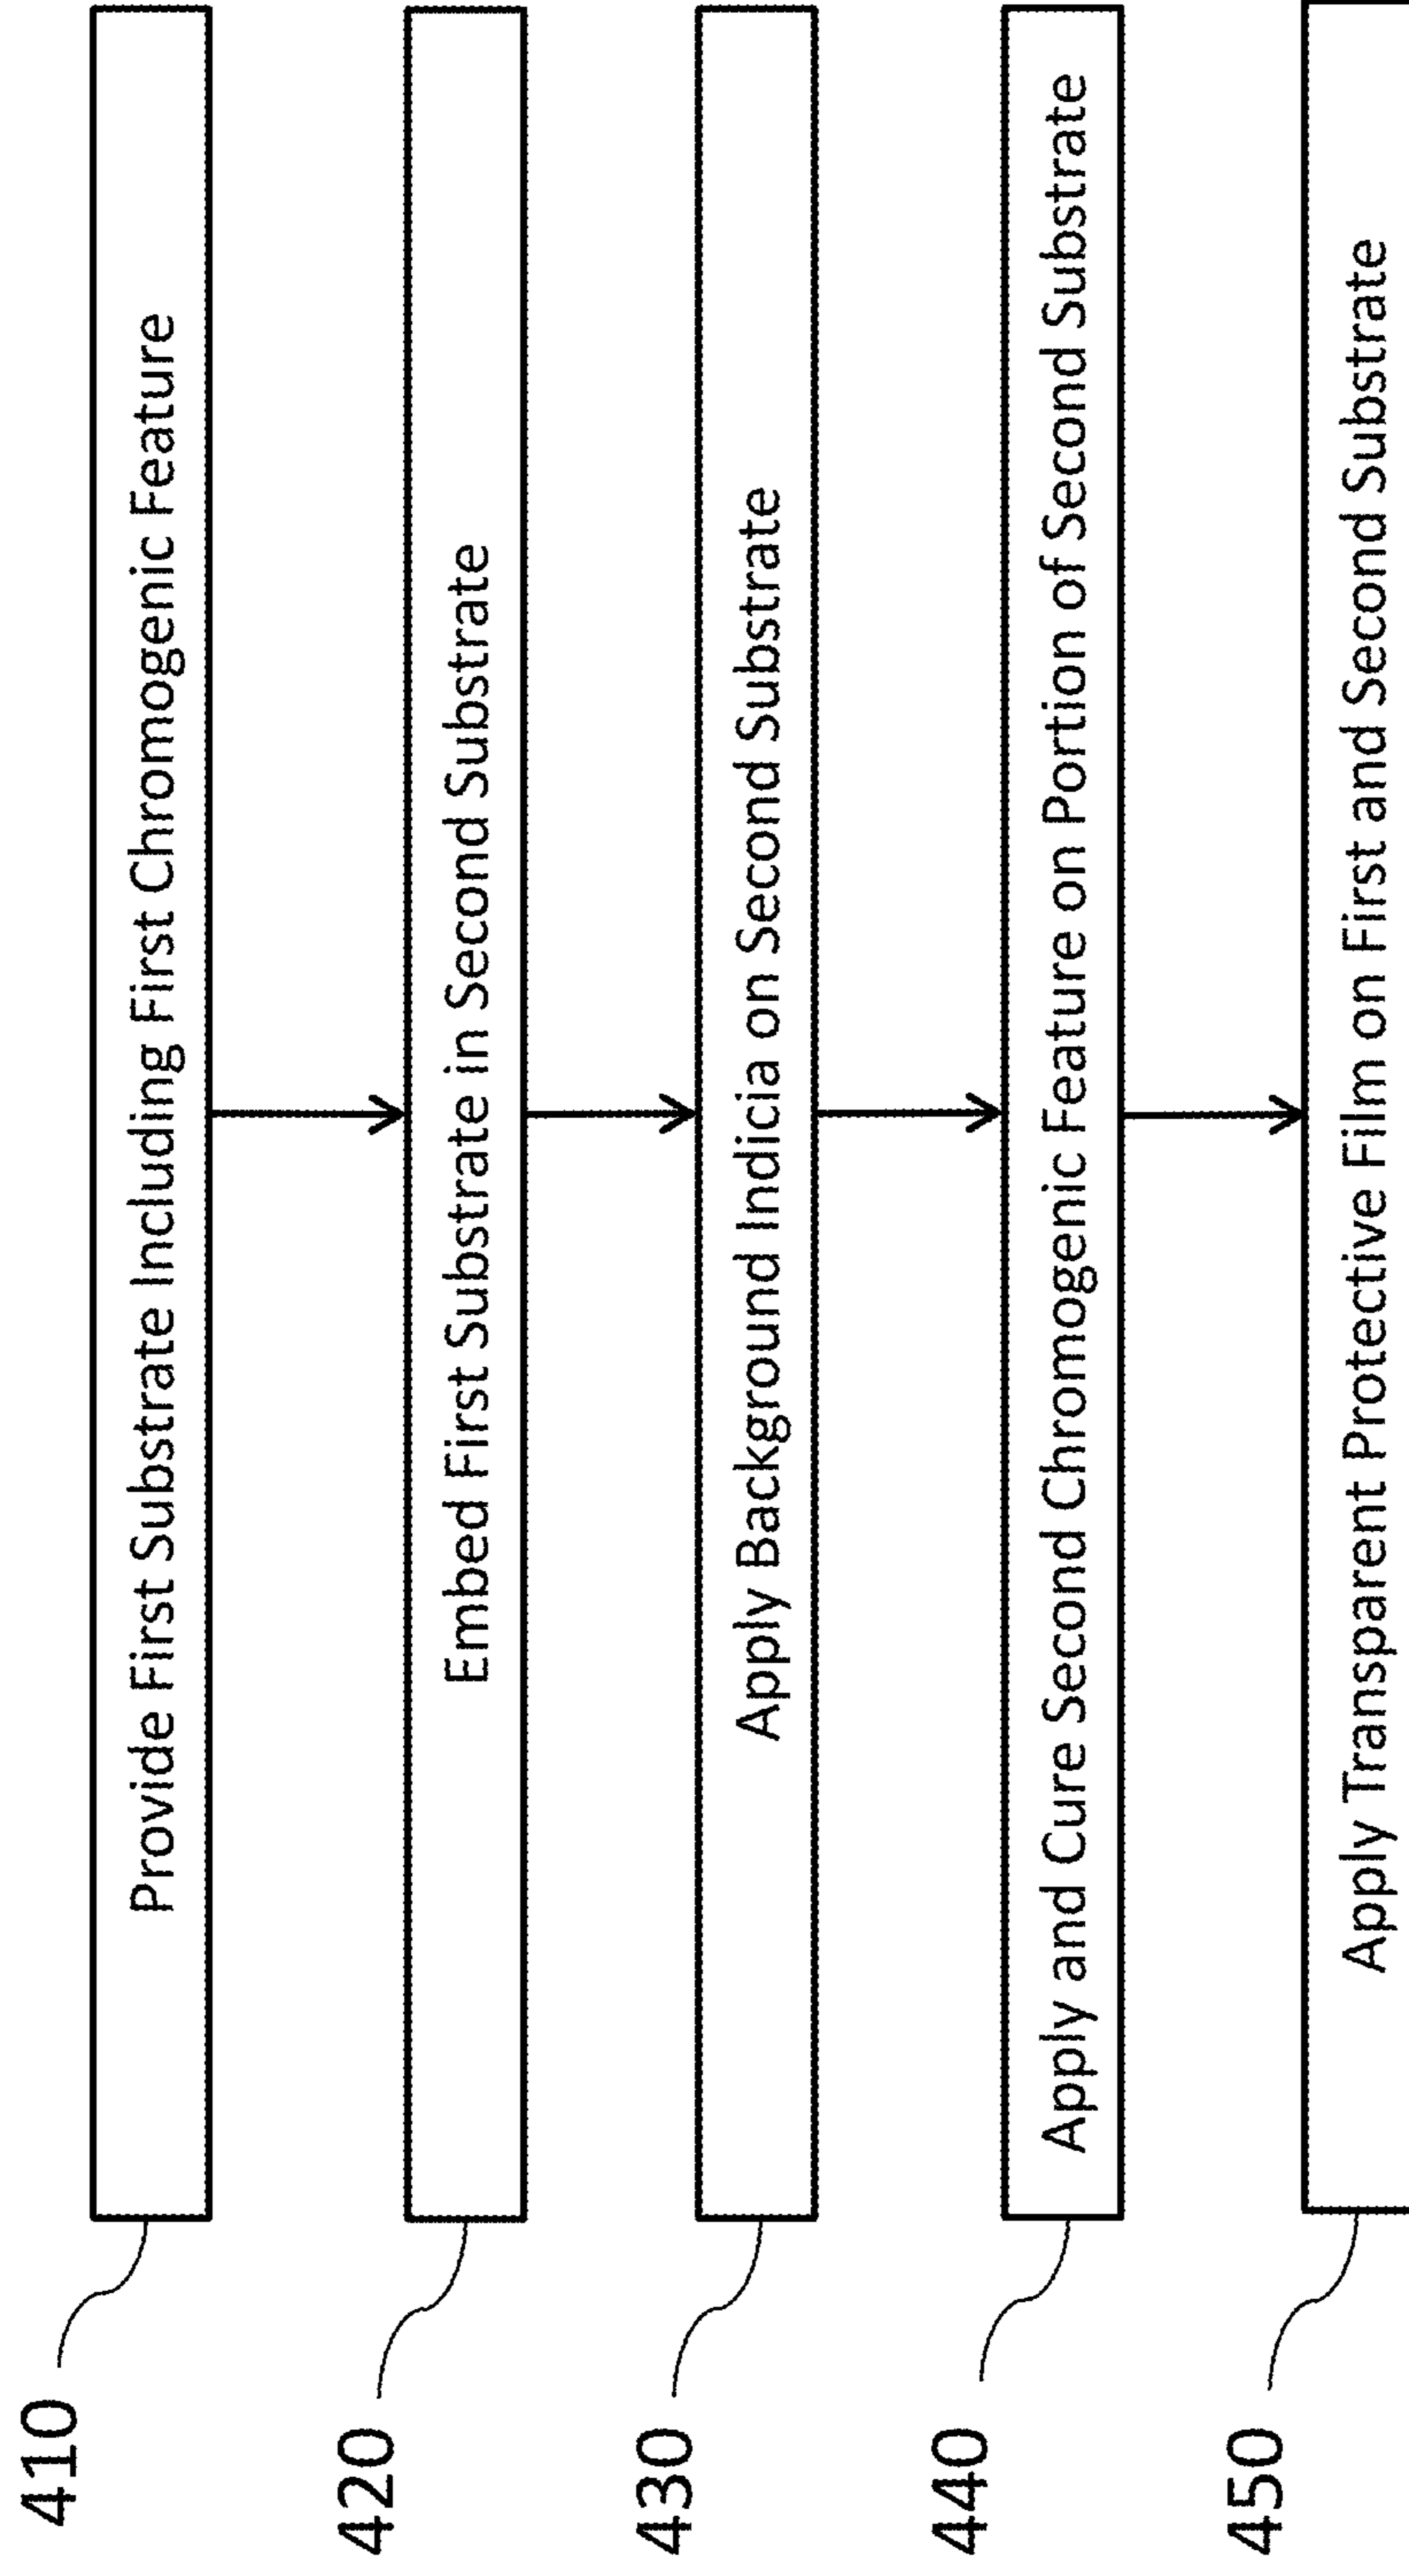 410
Provide First Substrate Including First Chromogenic Feature
420
Embed First Substrate in Second Substrate
430
Apply Background Indicia on Second Substrate
440
Apply and Cure Second Chromogenic Feature on Portion of Second Substrate
450
Apply Transparent Protective Film on First and Second Substrate